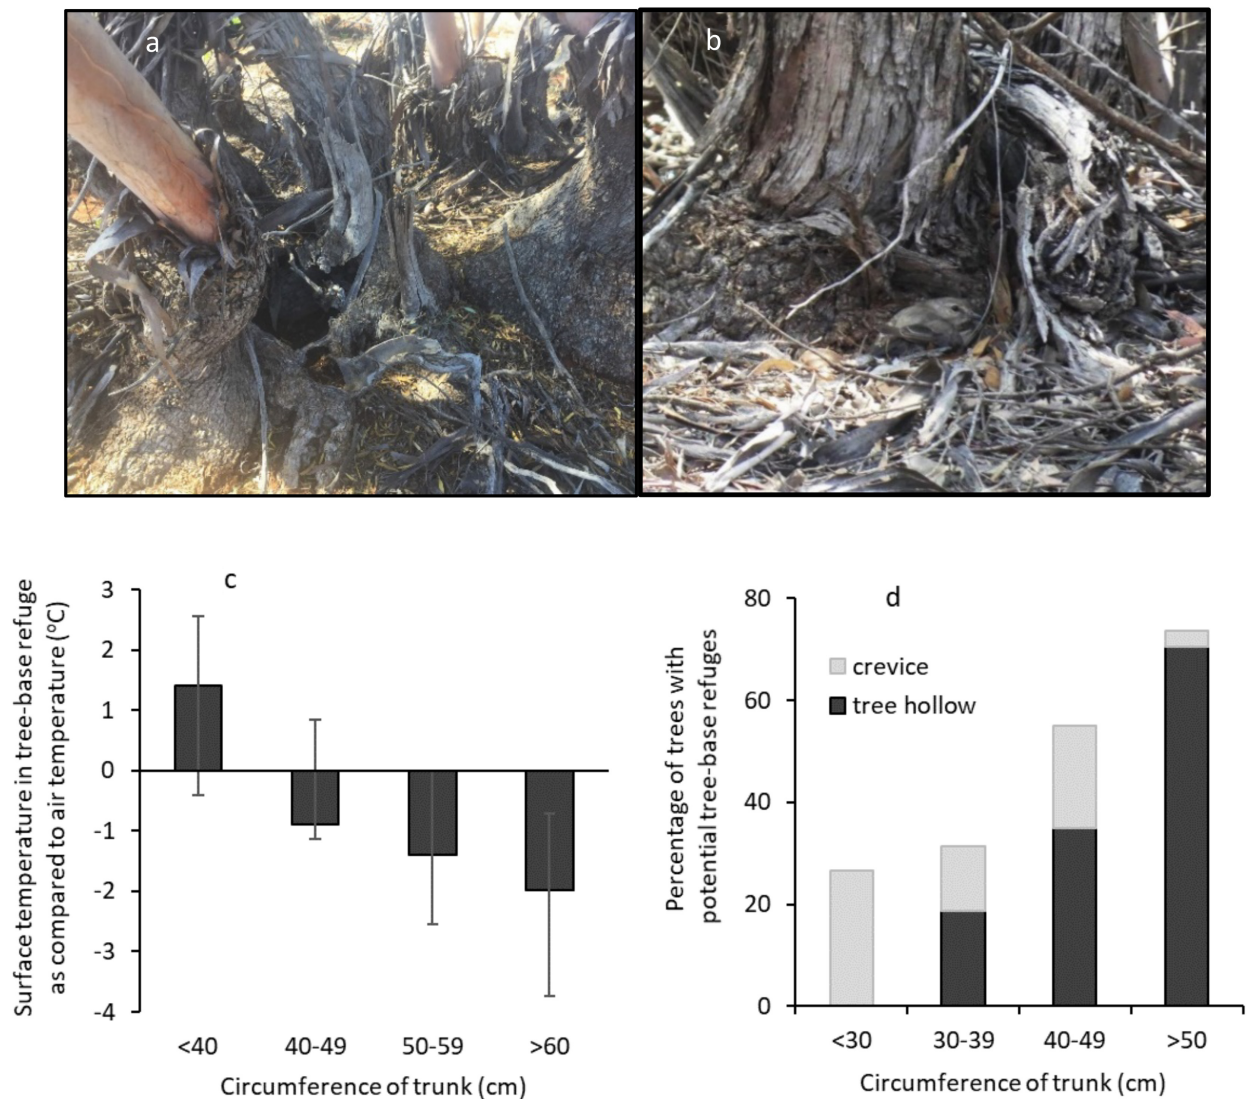 a
b
c
Surface temperature in tree-base refuge
as compared to air temperature (°C)
3
2
1
0
-1
-2
-3
-4
<40
40-49
50-59
>60
Circumference of trunk (cm)
d
Percentage of trees with
potential tree-base refuges
80
60
40
20
0
crevice
tree hollow
<30
30-39
40-49
>50
Circumference of trunk (cm)